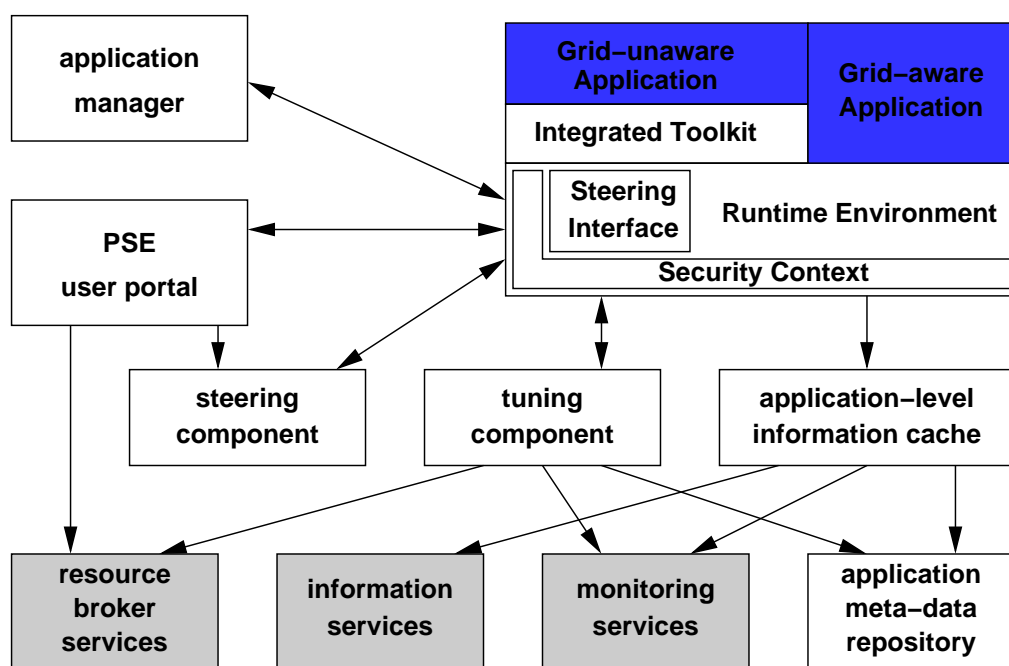 application
manager
Grid−unaware
Application
Grid−aware
Application
Integrated Toolkit
Steering
Interface
Runtime Environment
Security Context
PSE
user portal
steering
component
tuning
component
application−level
information cache
resource
broker
services
information
services
monitoring
services
application
meta−data
repository